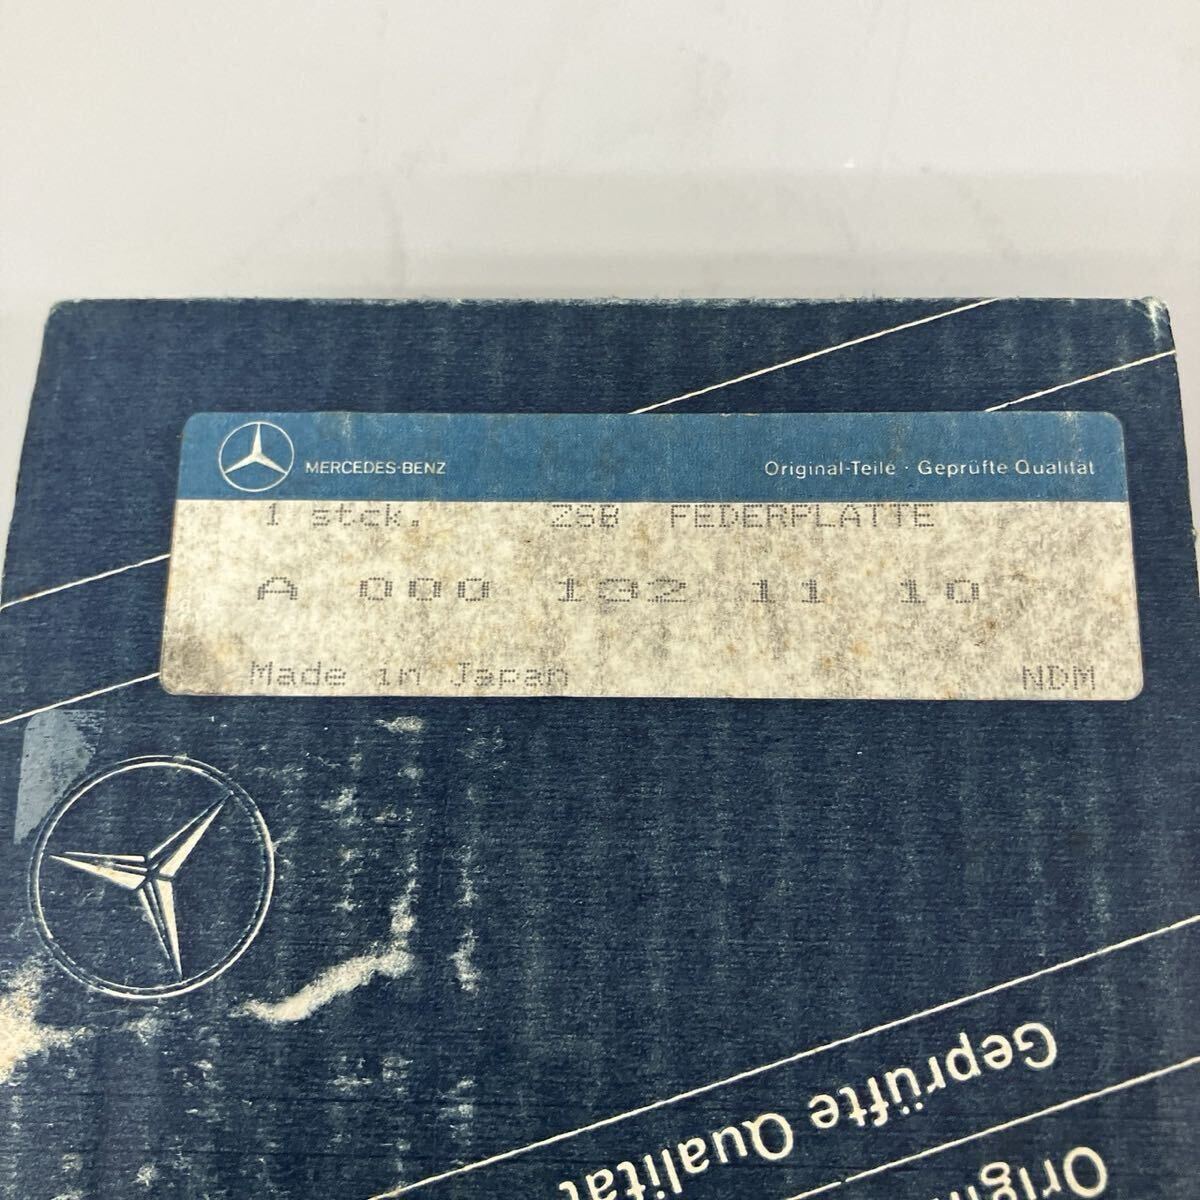 MERCEDES-BENZ Original-Teile · Geprüfte Qualität
1 stck. ZSB FEDERPLATTE
A 000 132 11 10
Made in Japan NDM
Geprüfte Qualität